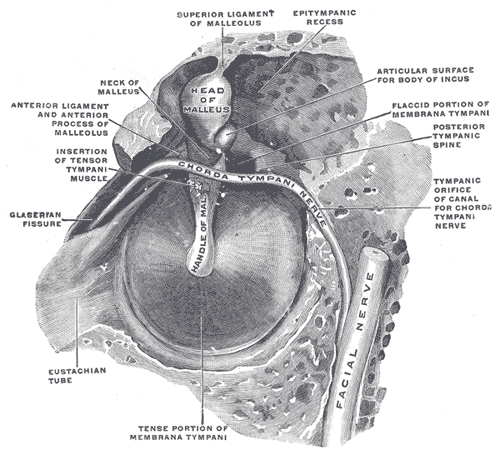 SUPERIOR LIGAMENT
OF MALLEOLUS
EPITYMPANIC
RECESS
NECK OF
MALLEUS
HEAD
OF
MALLEUS
ARTICULAR SURFACE
FOR BODY OF INCUS
ANTERIOR LIGAMENT
AND ANTERIOR
PROCESS OF
MALLEOLUS
FLACCID PORTION OF
MEMBRANA TYMPANI
POSTERIOR
TYMPANIC
SPINE
INSERTION
OF TENSOR
TYMPANI
MUSCLE
CHORDA TYMPANI NERVE
TYMPANIC
ORIFICE
OF CANAL
FOR CHORDA
TYMPANI
NERVE
GLASERIAN
FISSURE
HANDLE OF MAL.
FACIAL NERVE
EUSTACHIAN
TUBE
TENSE PORTION OF
MEMBRANA TYMPANI